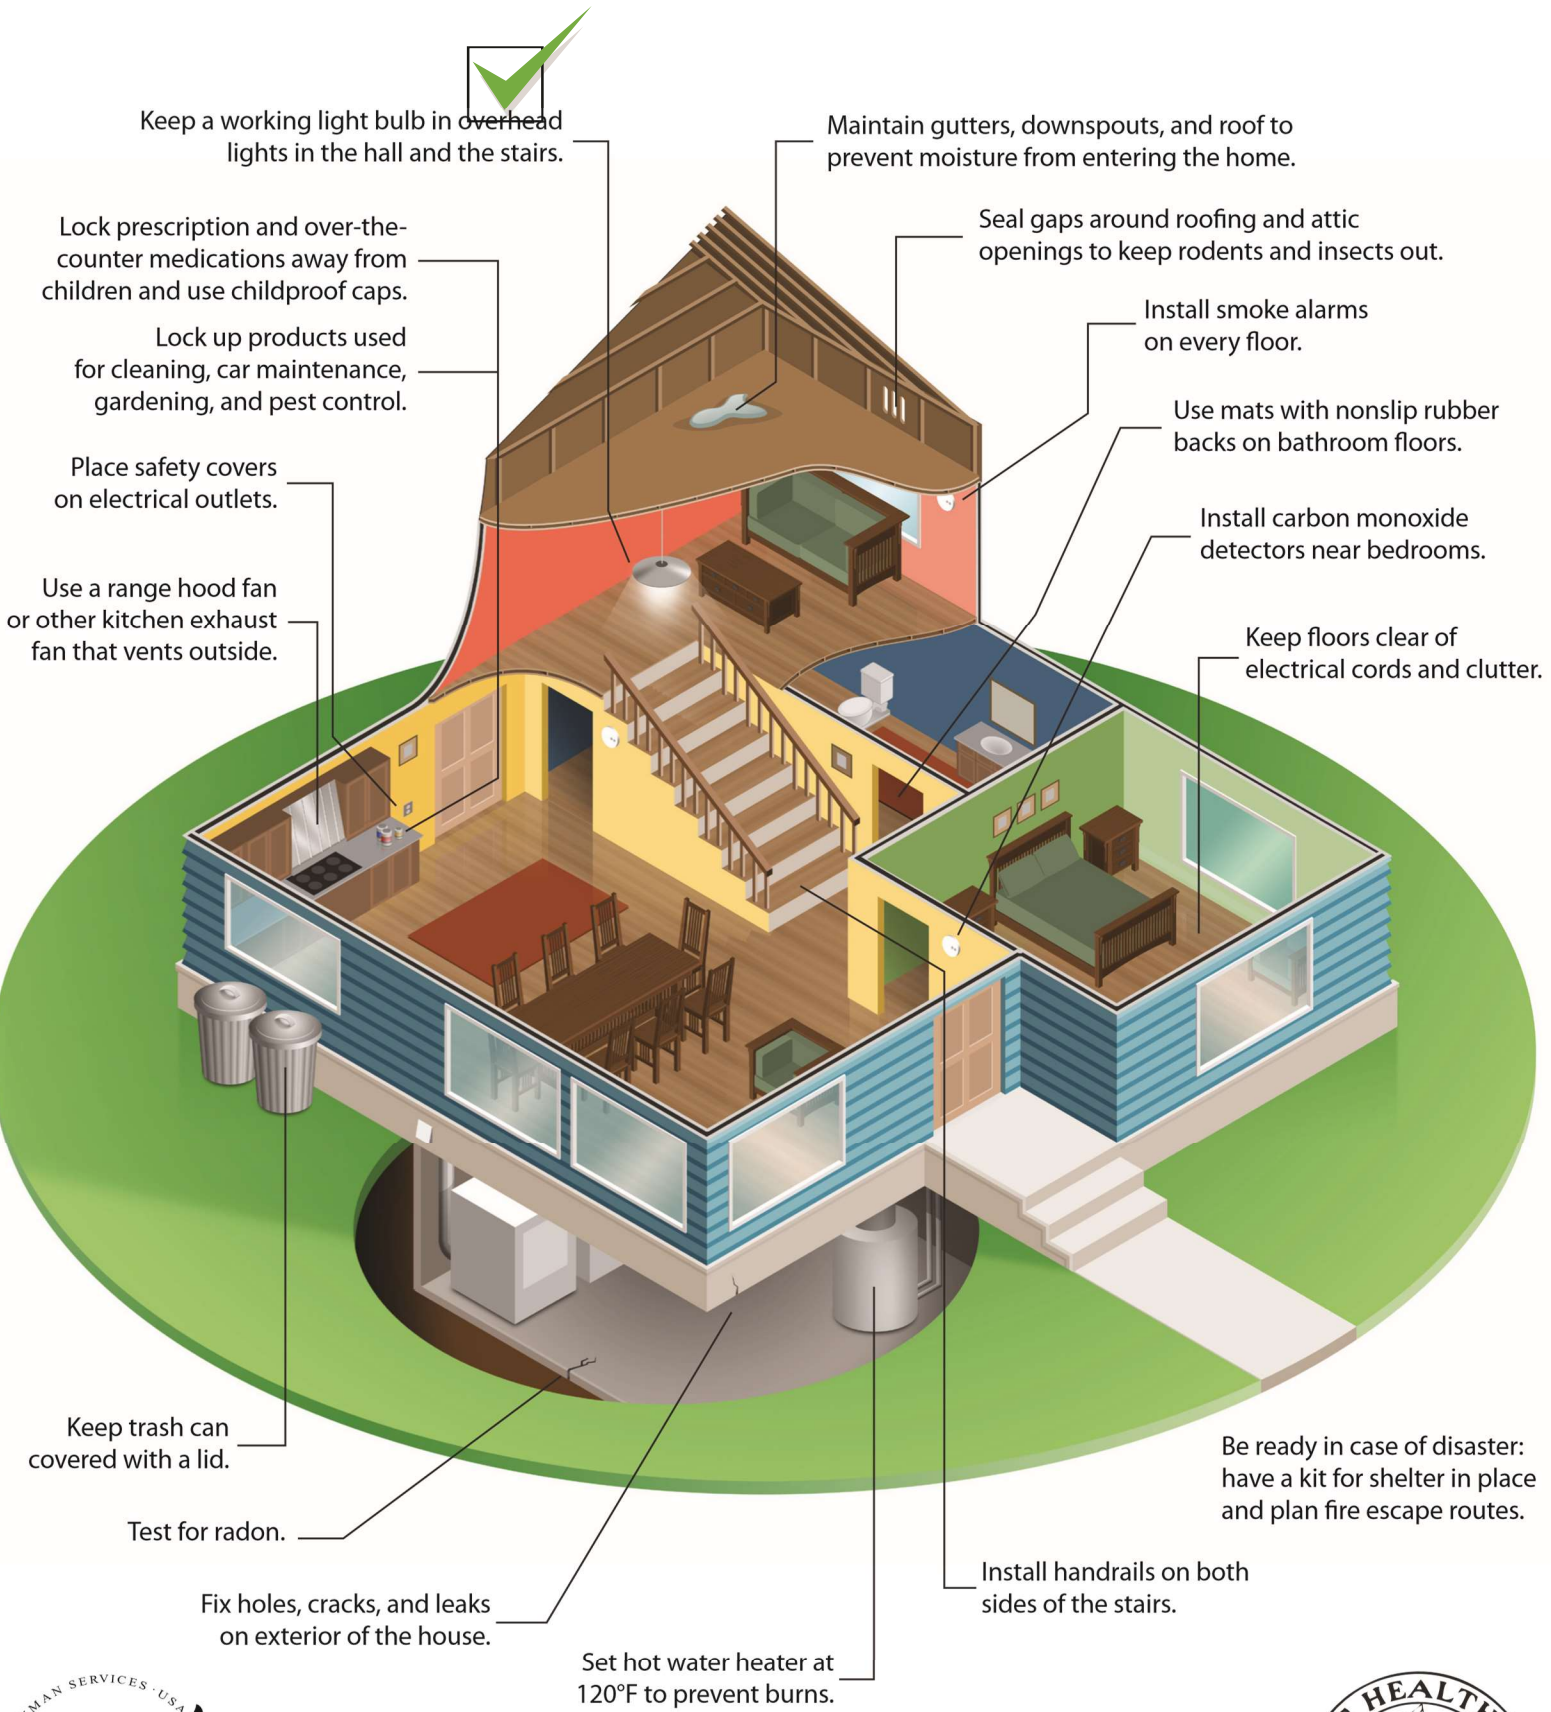 Keep a working light bulb in overhead
lights in the hall and the stairs.
Maintain gutters, downspouts, and roof to
prevent moisture from entering the home.
Lock prescription and over-the-
counter medications away from
children and use childproof caps.
Seal gaps around roofing and attic
openings to keep rodents and insects out.
Lock up products used
for cleaning, car maintenance,
gardening, and pest control.
Install smoke alarms
on every floor.
Use mats with nonslip rubber
backs on bathroom floors.
Place safety covers
on electrical outlets.
Install carbon monoxide
detectors near bedrooms.
Use a range hood fan
or other kitchen exhaust
fan that vents outside.
Keep floors clear of
electrical cords and clutter.
Keep trash can
covered with a lid.
Be ready in case of disaster:
have a kit for shelter in place
and plan fire escape routes.
Test for radon.
Install handrails on both
sides of the stairs.
Fix holes, cracks, and leaks
on exterior of the house.
Set hot water heater at
120°F to prevent burns.
SERVICES · USA
HEALTH